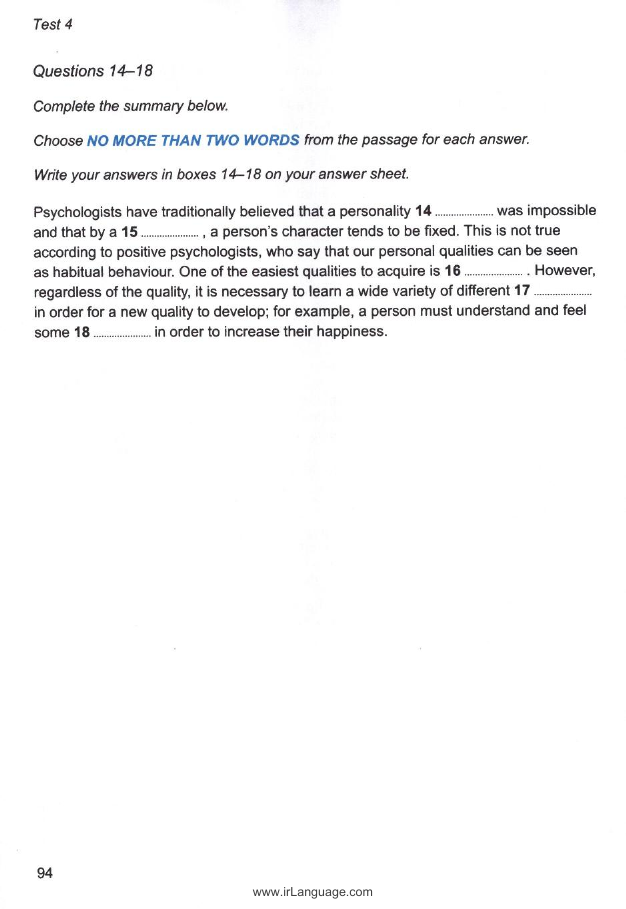 Test 4
Questions 14–18
Complete the summary below.
Choose NO MORE THAN TWO WORDS from the passage for each answer.
Write your answers in boxes 14–18 on your answer sheet.
Psychologists have traditionally believed that a personality 14 ...................... was impossible
and that by a 15 ...................... , a person's character tends to be fixed. This is not true
according to positive psychologists, who say that our personal qualities can be seen
as habitual behaviour. One of the easiest qualities to acquire is 16 ...................... . However,
regardless of the quality, it is necessary to learn a wide variety of different 17 ......................
in order for a new quality to develop; for example, a person must understand and feel
some 18 ...................... in order to increase their happiness.
94
www.irLanguage.com